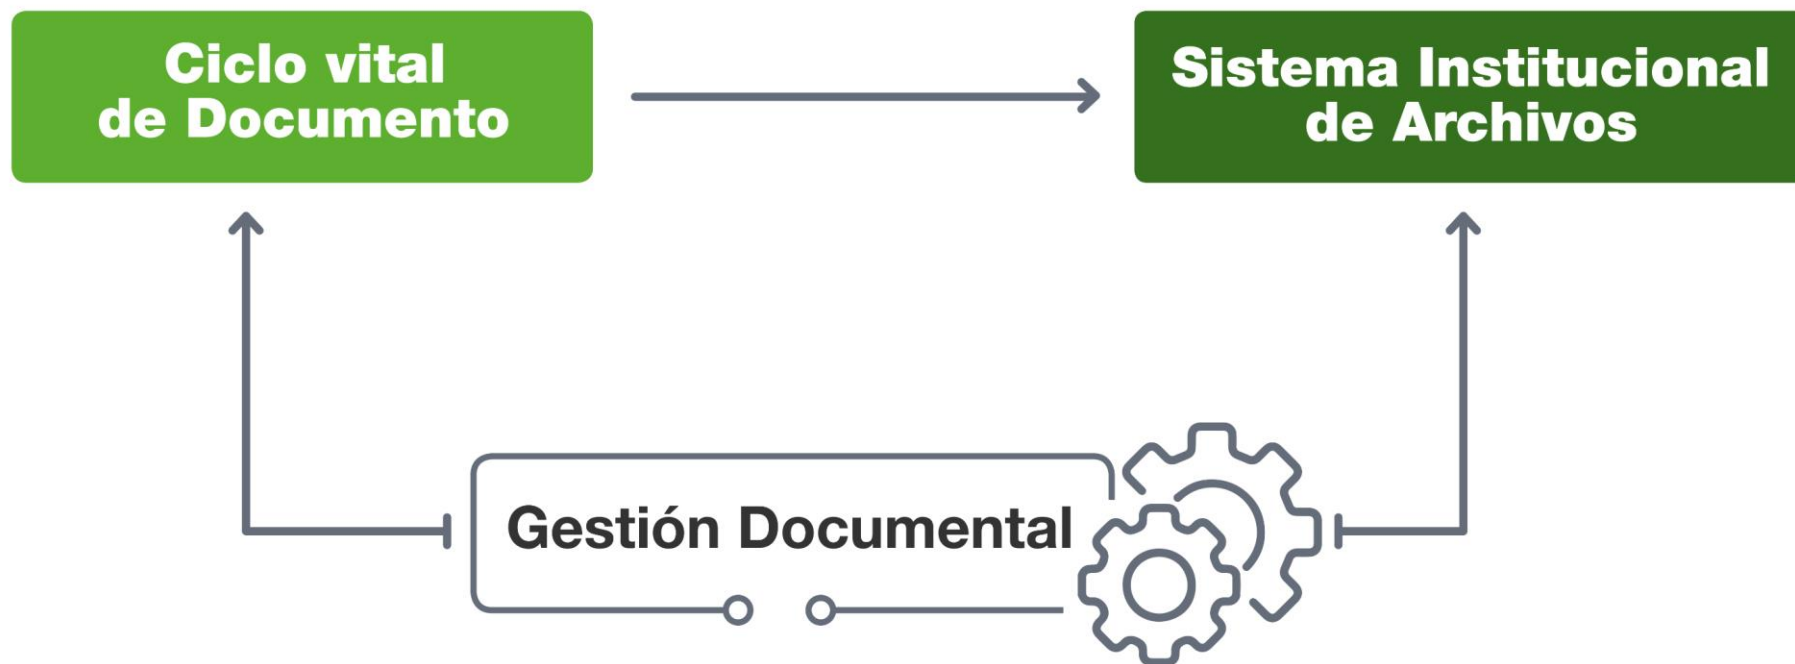 Ciclo vital
de Documento
Sistema Institucional
de Archivos
Gestión Documental